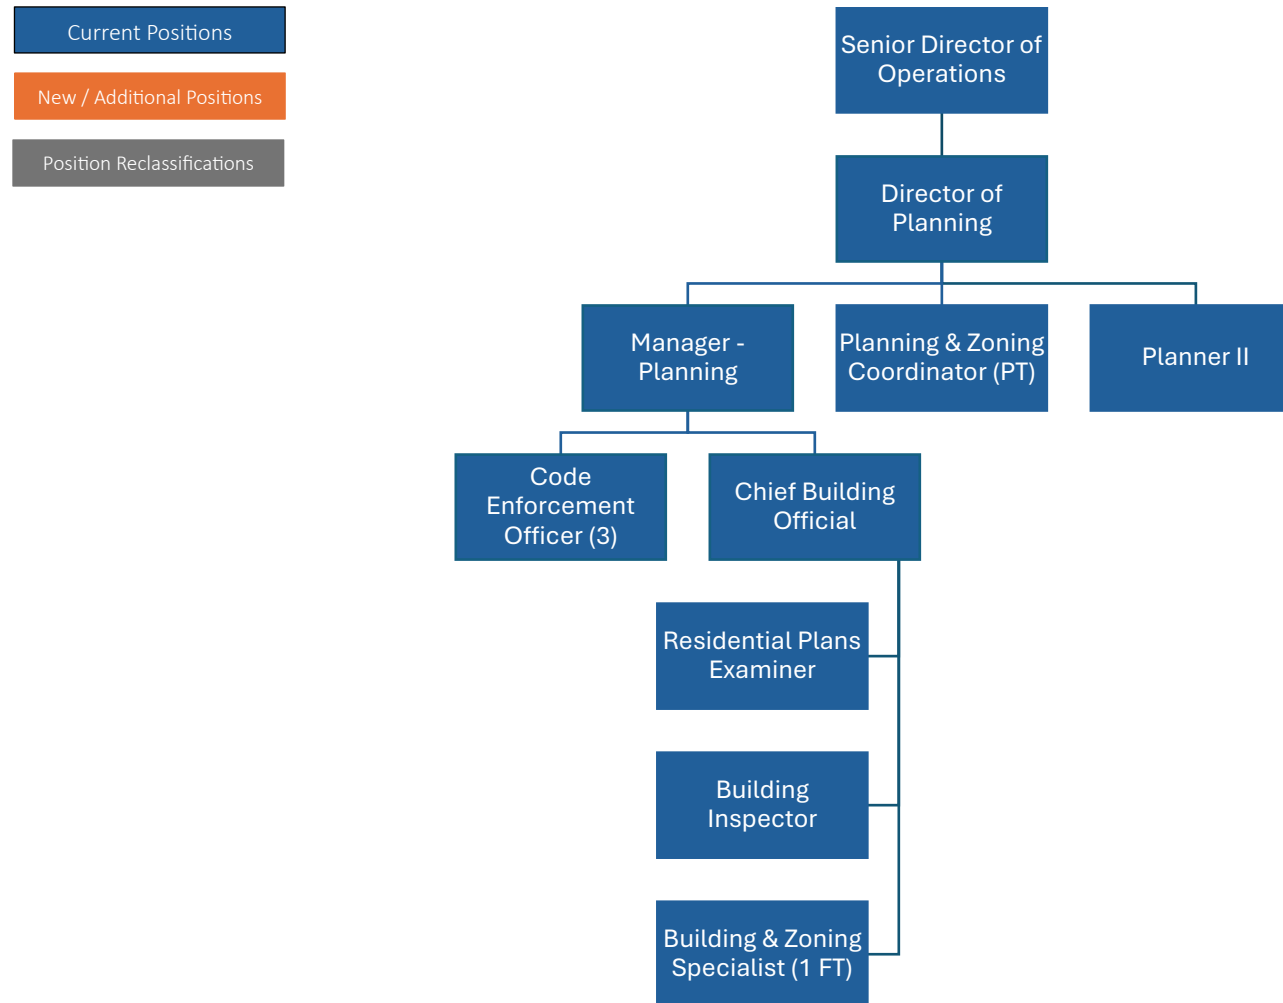 Current Positions
New / Additional Positions
Position Reclassifications
Senior Director of
Operations
Director of
Planning
Manager -
Planning
Planning & Zoning
Coordinator (PT)
Planner II
Code
Enforcement
Officer (3)
Chief Building
Official
Residential Plans
Examiner
Building
Inspector
Building & Zoning
Specialist (1 FT)